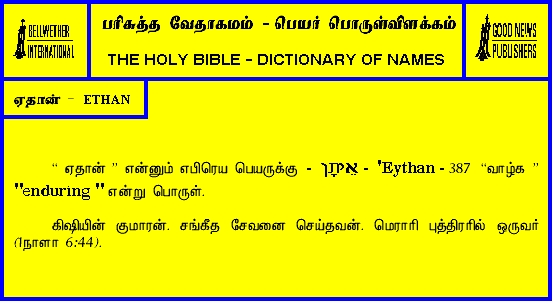 BELLWETHER
INTERNATIONAL
பரிசுத்த வேதாகமம் - பெயர் பொருள்விளக்கம்
THE HOLY BIBLE - DICTIONARY OF NAMES
GOOD NEWS
PUBLISHERS
ஏதான் - ETHAN
“ ஏதான் ” என்னும் எபிரெய பெயருக்கு - אֵיתָן - 'Eythan - 387 “வாழ்க ”
"enduring " என்று பொருள்.
கிஷியின் குமாரன். சங்கீத சேவனை செய்தவன். மெராரி புத்திரரில் ஒருவர்
(Iநாளா 6:44).